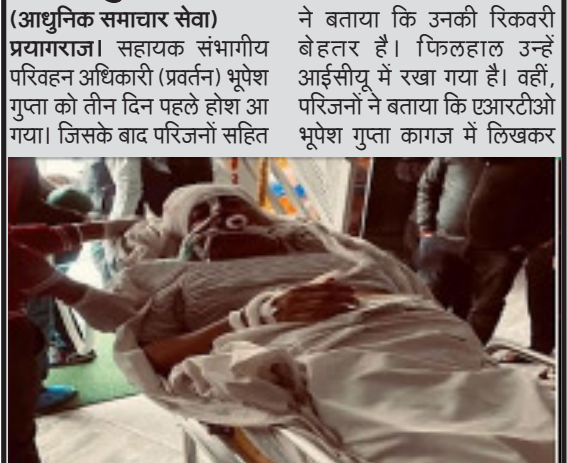 (आधुनिक समाचार सेवा)
प्रयागराज। सहायक संभागीय
परिवहन अधिकारी (प्रवर्तन) भूपेश
गुप्ता को तीन दिन पहले होश आ
गया। जिसके बाद परिजनों सहित
ने बताया कि उनकी रिकवरी
बेहतर है। फिलहाल उन्हें
आईसीयू में रखा गया है। वहीं,
परिजनों ने बताया कि एआरटीओ
भूपेश गुप्ता कागज में लिखकर